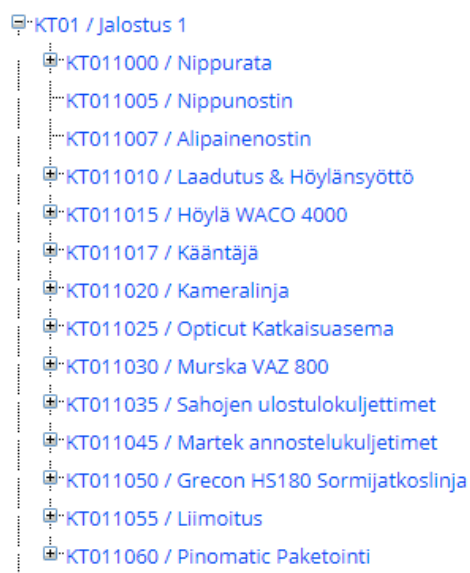 KT01 / Jalostus 1
KT011000 / Nippurata
KT011005 / Nippunostin
KT011007 / Alipainenostin
KT011010 / Laadutus & Höylänsyöttö
KT011015 / Höylä WACO 4000
KT011017 / Kääntäjä
KT011020 / Kameralinja
KT011025 / Opticut Katkaisuasema
KT011030 / Murska VAZ 800
KT011035 / Sahojen ulostulokuljettimet
KT011045 / Martek annostelukuljetimet
KT011050 / Grecon HS180 Sormijatkoslinja
KT011055 / Liimoitus
KT011060 / Pinomatic Paketointi